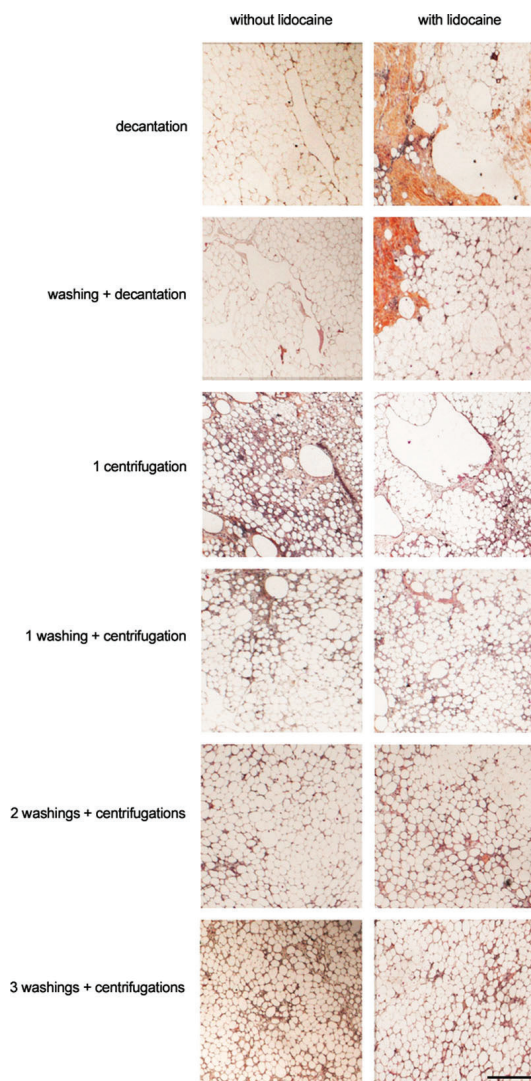 without lidocaine with lidocaine
decantation
washing + decantation
1 centrifugation
1 washing + centrifugation
2 washings + centrifugations
3 washings + centrifugations